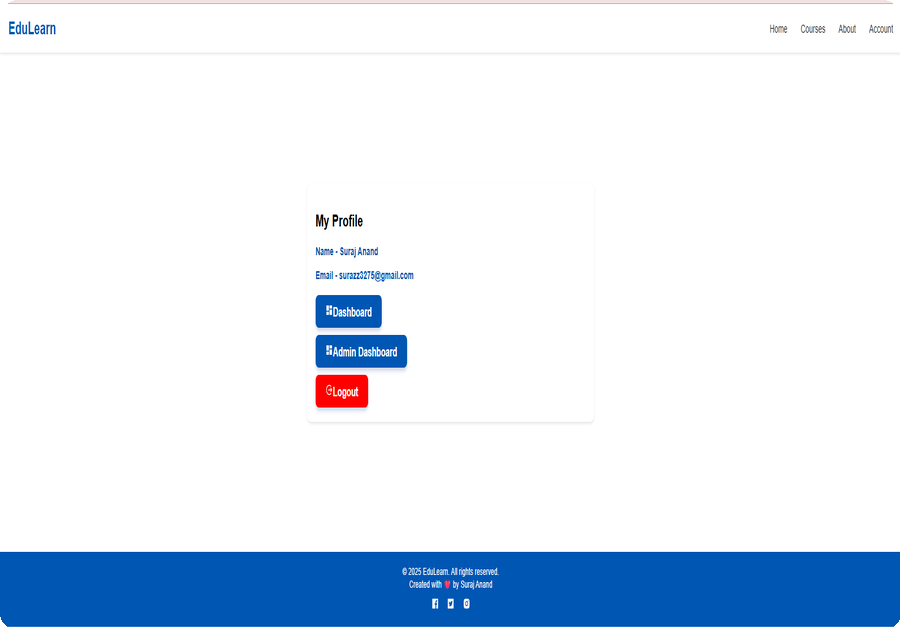 EduLearn
Home Courses About Account
My Profile
Name - Suraj Anand
Email - surazz3275@gmail.com
Dashboard
Admin Dashboard
Logout
© 2025 EduLearn. All rights reserved.
Created with ❤️ by Suraj Anand